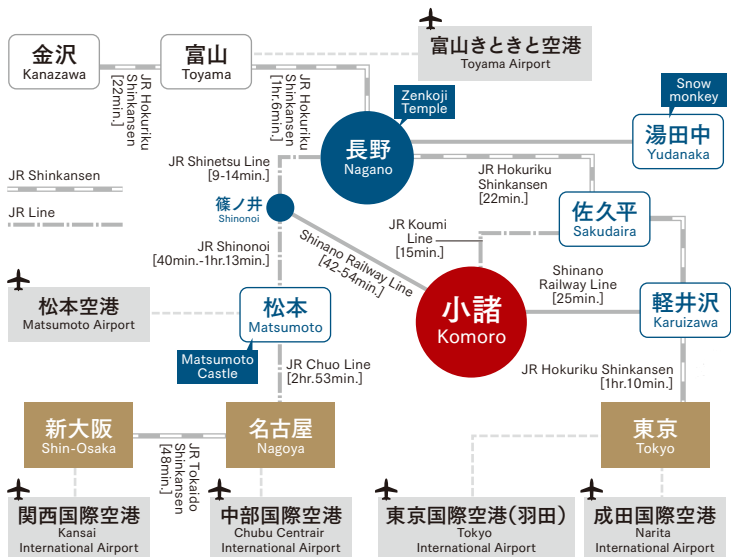 金沢
Kanazawa
富山
Toyama
富山きときと空港
Toyama Airport
JR Hokuriku
Shinkansen
[22min.]
JR Hokuriku
Shinkansen
[1hr.6min.]
Zenkoji
Temple
Snow
monkey
長野
Nagano
湯田中
Yudanaka
JR Shinkansen
JR Line
JR Shinetsu Line
[9-14min.]
篠ノ井
Shinonoi
JR Hokuriku
Shinkansen
[22min.]
佐久平
Sakudaira
JR Koumi
Line
[15min.]
JR Shinonoi
[40min.-1hr.13min.]
Shinano Railway Line
[42-54min.]
松本空港
Matsumoto Airport
松本
Matsumoto
Matsumoto
Castle
小諸
Komoro
Shinano
Railway Line
[25min.]
軽井沢
Karuizawa
JR Chuo Line
[2hr.53min.]
JR Hokuriku Shinkansen
[1hr.10min.]
新大阪
Shin-Osaka
JR Tokaido
Shinkansen
[48min.]
名古屋
Nagoya
東京
Tokyo
関西国際空港
Kansai
International Airport
中部国際空港
Chubu Centrair
International Airport
東京国際空港(羽田)
Tokyo
International Airport
成田国際空港
Narita
International Airport